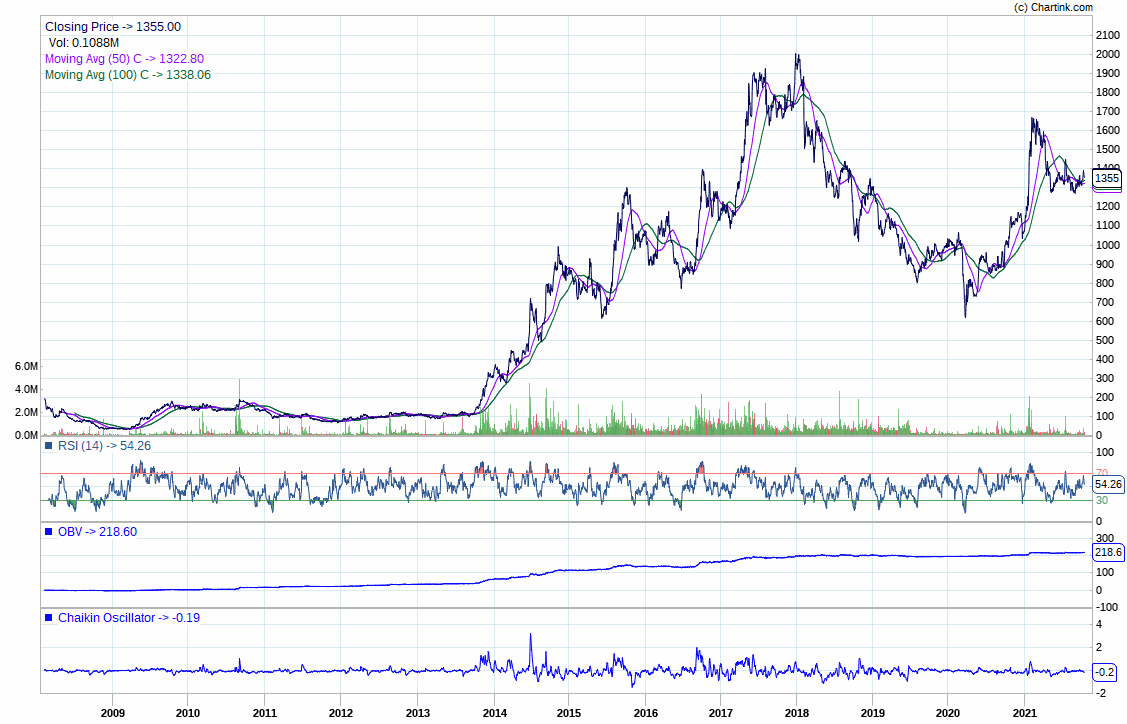 (c) Chartink.com
Closing Price -> 1355.00
Vol: 0.1088M
Moving Avg (50) C -> 1322.80
Moving Avg (100) C -> 1338.06
2100
2000
1900
1800
1700
1600
1500
1400
1355
1200
1100
1000
900
800
700
600
500
400
300
200
100
0
6.0M
4.0M
2.0M
0.0M
RSI (14) -> 54.26
100
70
54.26
30
0
OBV -> 218.60
300
218.6
100
0
-100
Chaikin Oscillator -> -0.19
4
2
-0.2
-2
2009 2010 2011 2012 2013 2014 2015 2016 2017 2018 2019 2020 2021